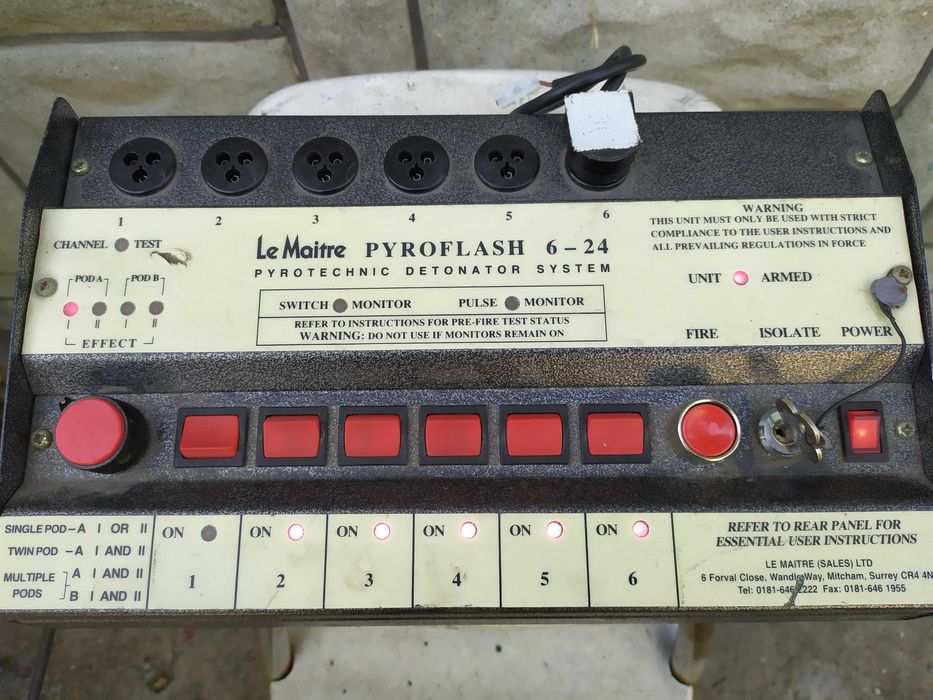 1 2 3 4 5 6
CHANNEL TEST
POD A POD B
I II I II
EFFECT
Le Maitre PYROFLASH 6 – 24
PYROTECHNIC DETONATOR SYSTEM
SWITCH MONITOR PULSE MONITOR
REFER TO INSTRUCTIONS FOR PRE-FIRE TEST STATUS
WARNING: DO NOT USE IF MONITORS REMAIN ON
WARNING
THIS UNIT MUST ONLY BE USED WITH STRICT
COMPLIANCE TO THE USER INSTRUCTIONS AND
ALL PREVAILING REGULATIONS IN FORCE
UNIT ARMED
FIRE ISOLATE POWER
SINGLE POD – A I OR II
TWIN POD – A I AND II
MULTIPLE PODS
A I AND II
B I AND II
ON 1
ON 2
ON 3
ON 4
ON 5
ON 6
REFER TO REAR PANEL FOR
ESSENTIAL USER INSTRUCTIONS
LE MAITRE (SALES) LTD
6 Forval Close, Wandle Way, Mitcham, Surrey CR4 4N
Tel: 0181-646 2222 Fax: 0181-646 1955